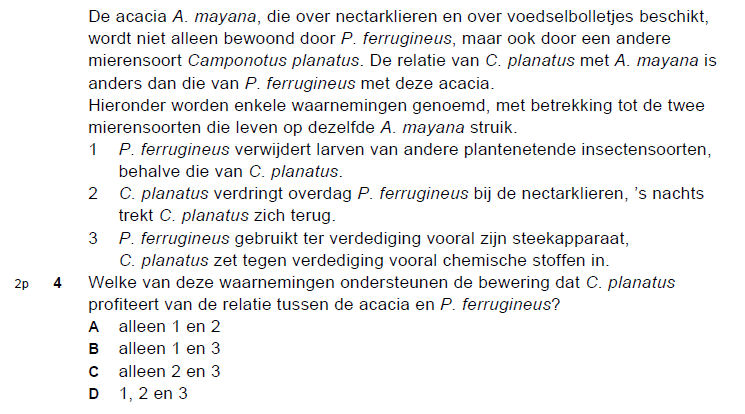 De acacia A. mayana, die over nectarklieren en over voedselbolletjes beschikt,
wordt niet alleen bewoond door P. ferrugineus, maar ook door een andere
mierensoort Camponotus planatus. De relatie van C. planatus met A. mayana is
anders dan die van P. ferrugineus met deze acacia.
Hieronder worden enkele waarnemingen genoemd, met betrekking tot de twee
mierensoorten die leven op dezelfde A. mayana struik.
1 P. ferrugineus verwijdert larven van andere plantenetende insectensoorten,
behalve die van C. planatus.
2 C. planatus verdringt overdag P. ferrugineus bij de nectarklieren, 's nachts
trekt C. planatus zich terug.
3 P. ferrugineus gebruikt ter verdediging vooral zijn steekapparaat,
C. planatus zet tegen verdediging vooral chemische stoffen in.
2p 4 Welke van deze waarnemingen ondersteunen de bewering dat C. planatus
profiteert van de relatie tussen de acacia en P. ferrugineus?
A alleen 1 en 2
B alleen 1 en 3
C alleen 2 en 3
D 1, 2 en 3